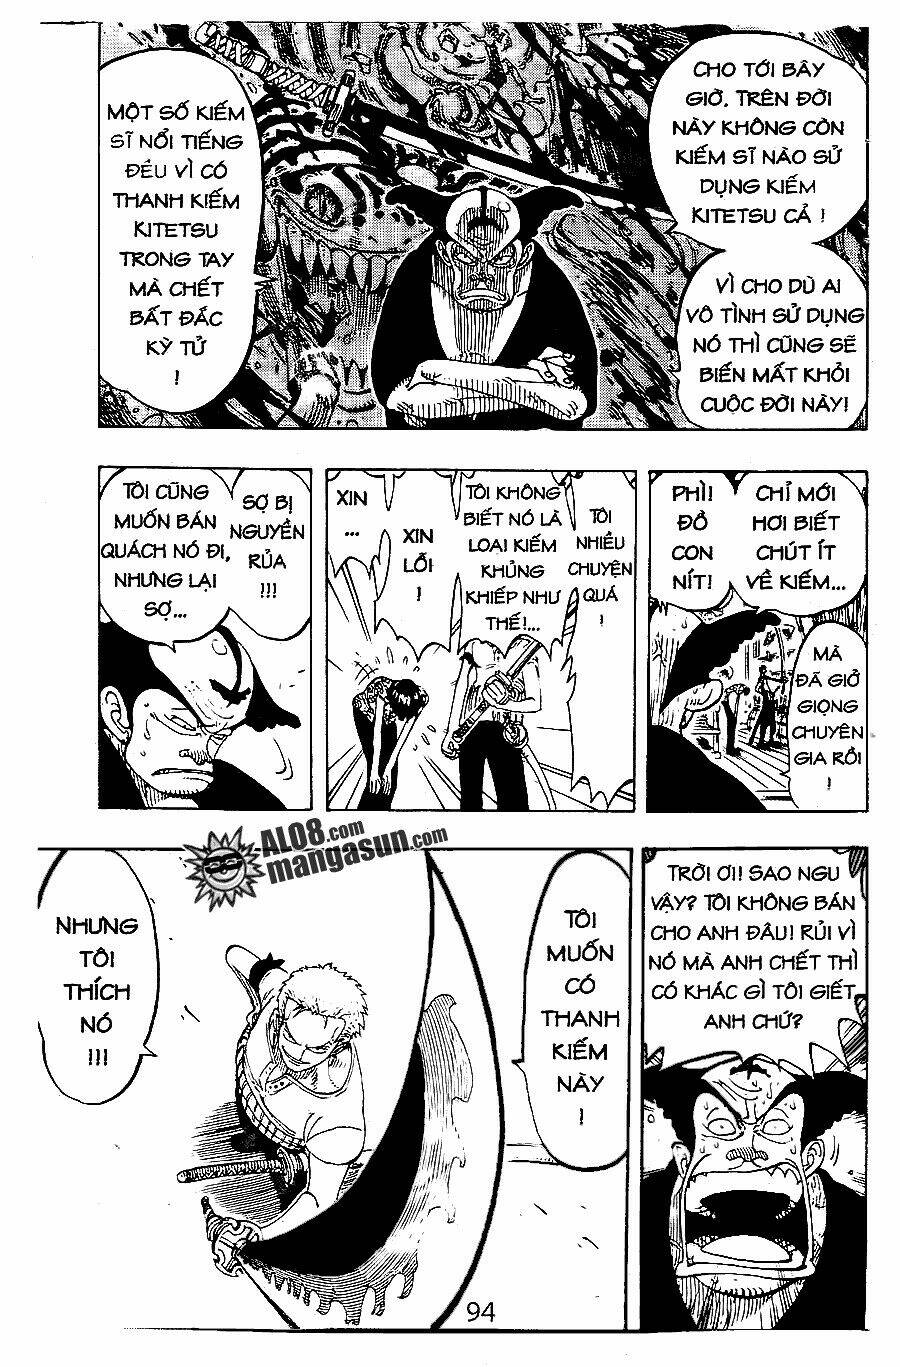 CHO TỚI BÂY
GIỜ, TRÊN ĐỜI
NÀY KHÔNG CÒN
KIẾM SĨ NÀO SỬ
DỤNG KIẾM
KITETSU CẢ !
VÌ CHO DÙ AI
VÔ TÌNH SỬ DỤNG
NÓ THÌ CŨNG SẼ
BIẾN MẤT KHỎI
CUỘC ĐỜI NÀY!
MỘT SỐ KIẾM
SĨ NỔI TIẾNG
ĐỀU VÌ CÓ
THANH KIẾM
KITETSU
TRONG TAY
MÀ CHẾT
BẤT ĐẮC
KỲ TỬ
!
CHỈ MỚI
HƠI BIẾT
CHÚT ÍT
VỀ KIẾM...
MÀ
ĐÃ GIỞ
GIỌNG
CHUYÊN
GIA RỒI
!
PHÌ!
ĐỒ
CON
NÍT!
TÔI
NHIỀU
CHUYỆN
QUÁ
!
TÔI KHÔNG
BIẾT NÓ LÀ
LOẠI KIẾM
KHỦNG
KHIẾP NHƯ
THẾ!...
XIN
LỖI
!
XIN
...
SỢ BỊ
NGUYỀN
RỦA
!!!
TÔI CŨNG
MUỐN BÁN
QUÁCH NÓ ĐI,
NHƯNG LẠI
SỢ...
AL08.com
mangasun.com
TRỜI ƠI! SAO NGU
VẬY? TÔI KHÔNG BÁN
CHO ANH ĐÂU! RỦI VÌ
NÓ MÀ ANH CHẾT THÌ
CÓ KHÁC GÌ TÔI GIẾT
ANH CHỨ?
TÔI
MUỐN
CÓ
THANH
KIẾM
NÀY
!
NHƯNG
TÔI
THÍCH
NÓ
!!!
94